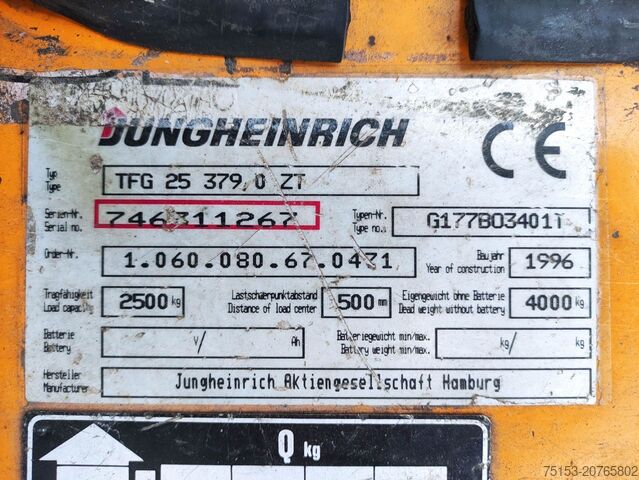 JUNGHEINRICH CE
Typ
Type TFG 25 379,0 ZT
Serien-Nr. Typen-Nr.
Serial no. 746311267 Type no. G177B03401T
Order-Nr. 1.060.080.67.0471 Baujahr
Year of construction 1996
Tragfähigkeit Lastschwerpunktabstand Eigengewicht ohne Batterie
Load capacity 2500 kg Distance of load center 500 mm Dead weight without battery 4000 kg
Batterie Batteriegewicht min/max.
Battery V/ Ah Battery weight min/max. kg/ kg
Hersteller
Manufacturer Jungheinrich Aktiengesellschaft Hamburg
Q kg
75153-20765802